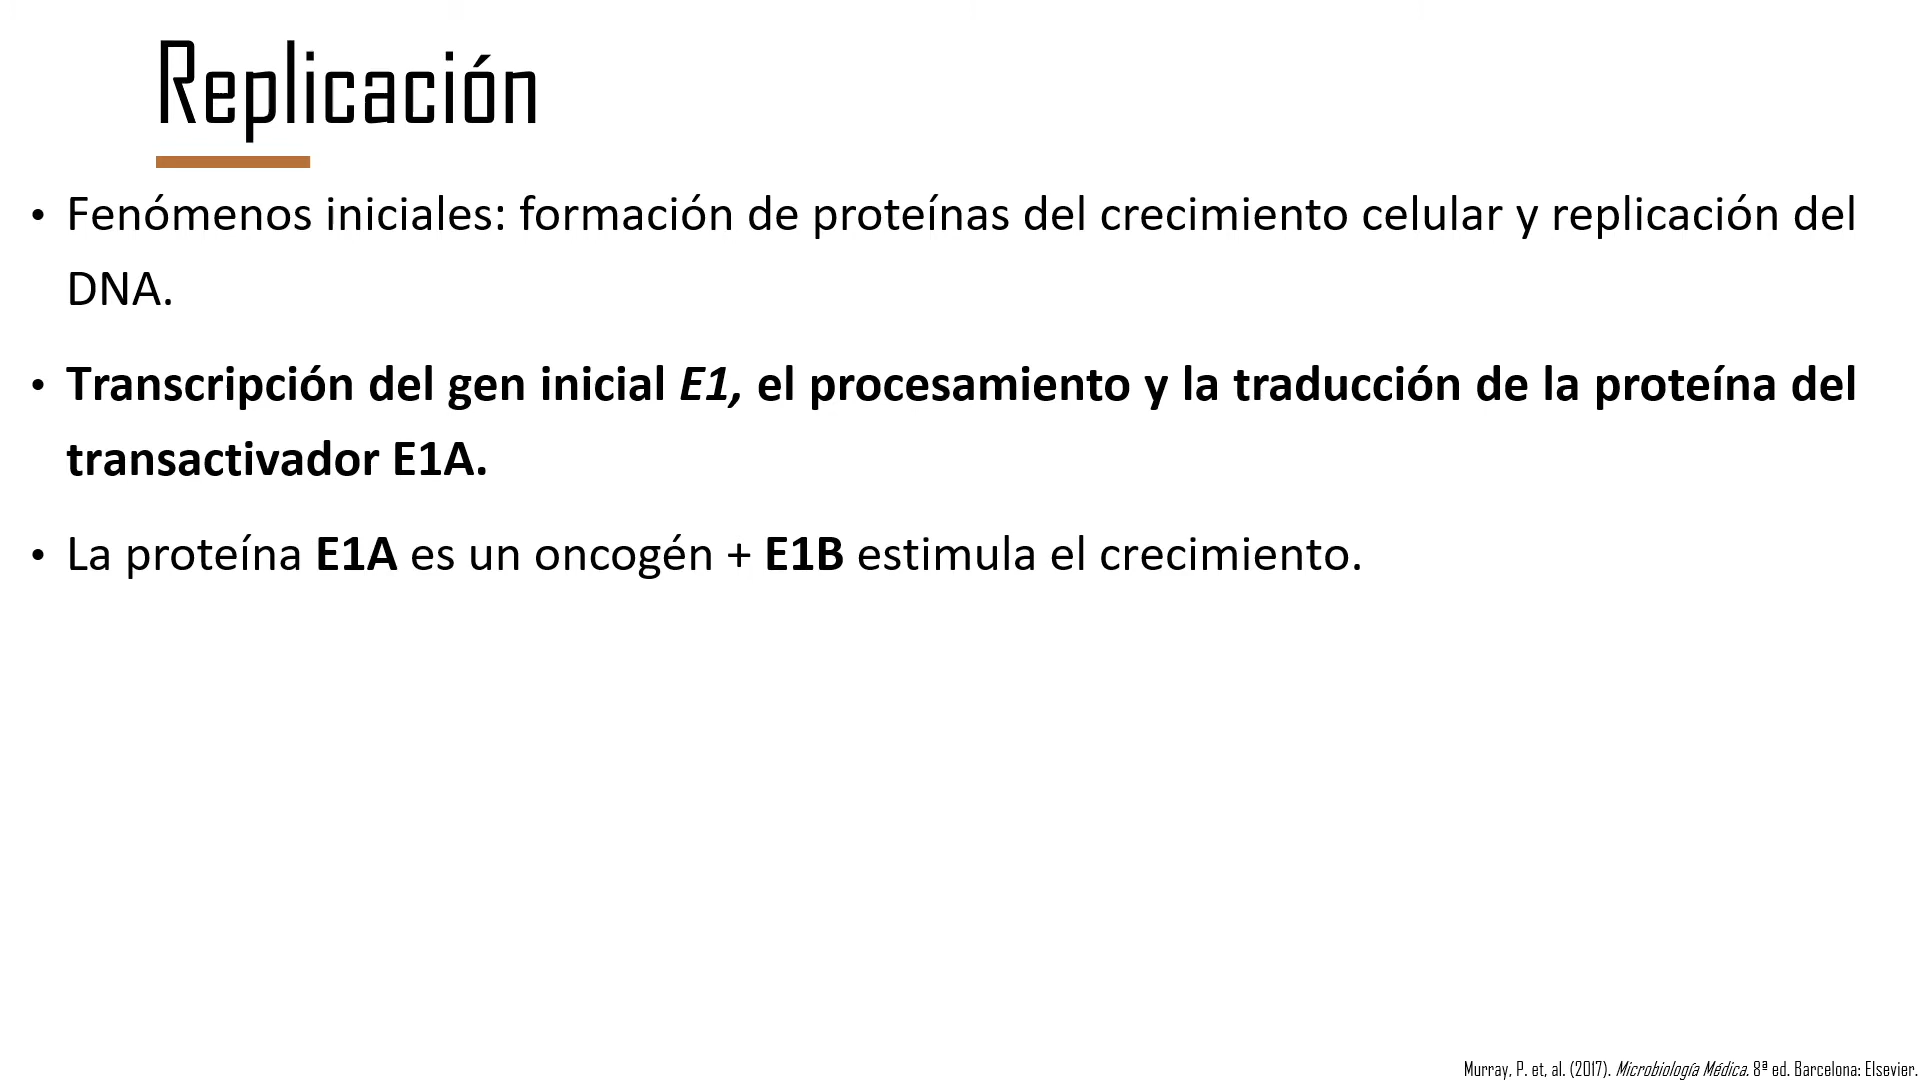 Replicación
• Fenómenos iniciales: formación de proteínas del crecimiento celular y replicación del
DNA.
• Transcripción del gen inicial E1, el procesamiento y la traducción de la proteína del
transactivador E1A.
• La proteína E1A es un oncogén + E1B estimula el crecimiento.
Murray, P. et, al. (2017). Microbiología Médica. 8ª ed. Barcelona: Elsevier.